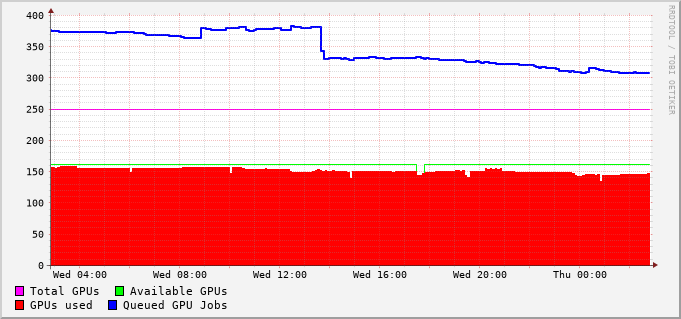 400
350
300
250
200
150
100
50
0
Wed 04:00 Wed 08:00 Wed 12:00 Wed 16:00 Wed 20:00 Thu 00:00
Total GPUs Available GPUs
GPUs used Queued GPU Jobs
RRDTOOL / TOBI OETIKER